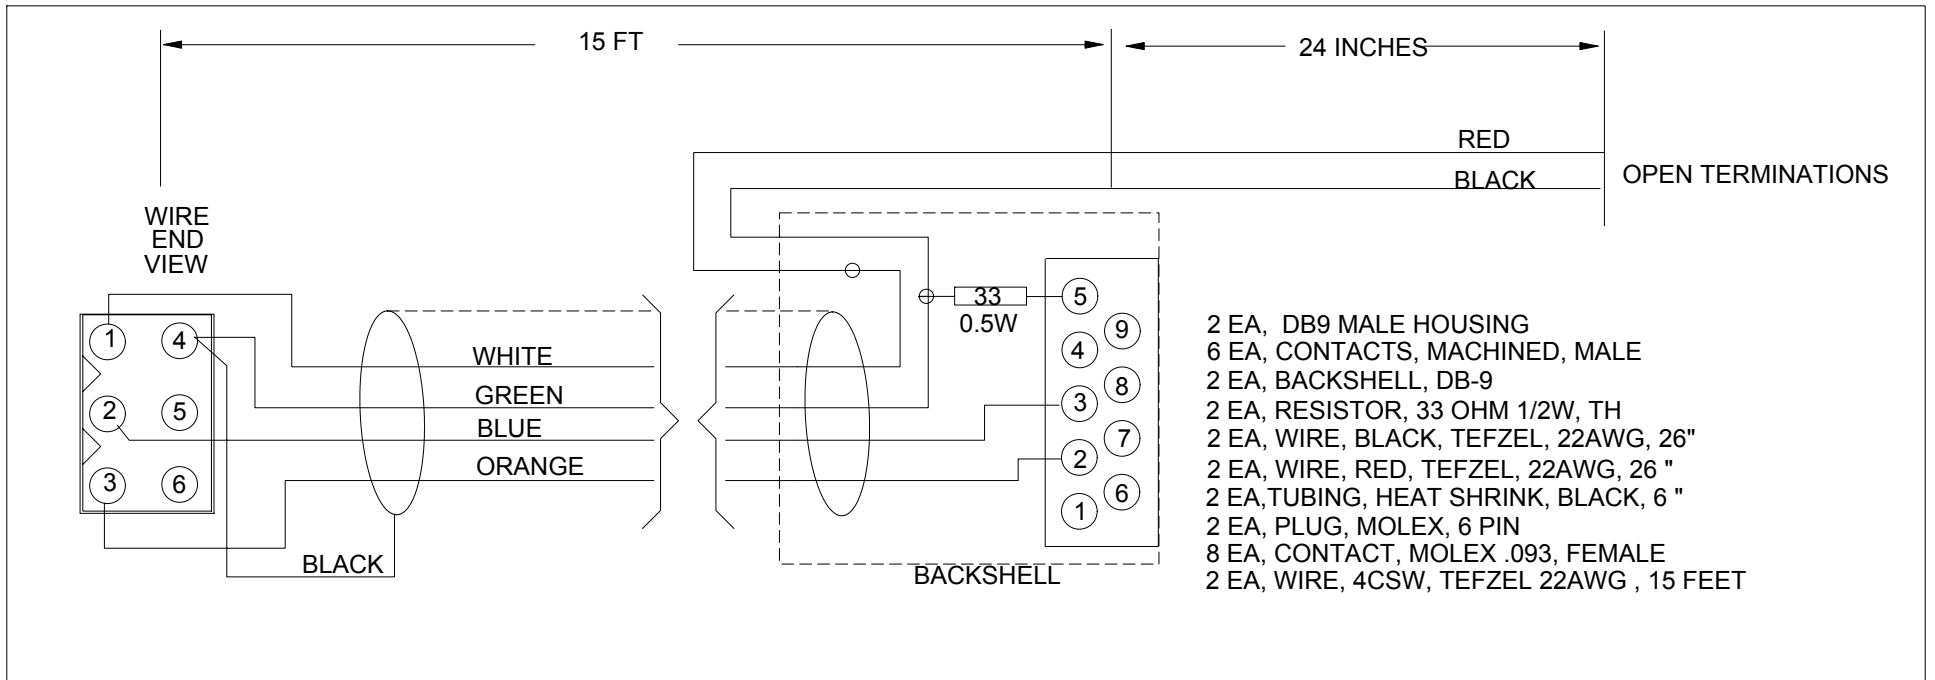 15 FT
24 INCHES
RED
BLACK
OPEN TERMINATIONS
WIRE
END
VIEW
1
4
2
5
3
6
WHITE
GREEN
BLUE
ORANGE
BLACK
33
0.5W
5
9
4
8
3
7
2
6
1
BACKSHELL
2 EA, DB9 MALE HOUSING
6 EA, CONTACTS, MACHINED, MALE
2 EA, BACKSHELL, DB-9
2 EA, RESISTOR, 33 OHM 1/2W, TH
2 EA, WIRE, BLACK, TEFZEL, 22AWG, 26"
2 EA, WIRE, RED, TEFZEL, 22AWG, 26 "
2 EA,TUBING, HEAT SHRINK, BLACK, 6 "
2 EA, PLUG, MOLEX, 6 PIN
8 EA, CONTACT, MOLEX .093, FEMALE
2 EA, WIRE, 4CSW, TEFZEL 22AWG , 15 FEET